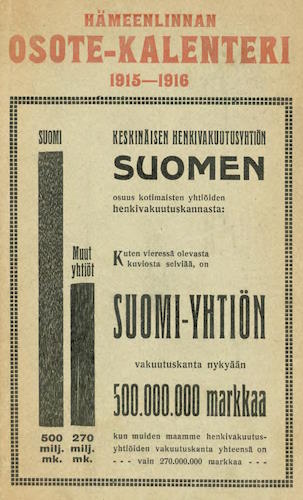 HÄMEENLINNAN
OSOTE-KALENTERI
1915—1916
SUOMI
Muut
yhtiöt
500
milj.
mk.
270
milj.
mk.
KESKINÄISEN HENKIVAKUUTUSYHTIÖN
SUOMEN
osuus kotimaisten yhtiöiden
henkivakuutuskannasta:
Kuten vieressä olevasta
kuviosta selviää, on
SUOMI-YHTIÖN
vakuutuskanta nykyään
500.000.000 markkaa
kun muiden maamme henkivakuutus-
yhtiöiden vakuutuskanta yhteensä on
- - - vain 270.000.000 markkaa - - -